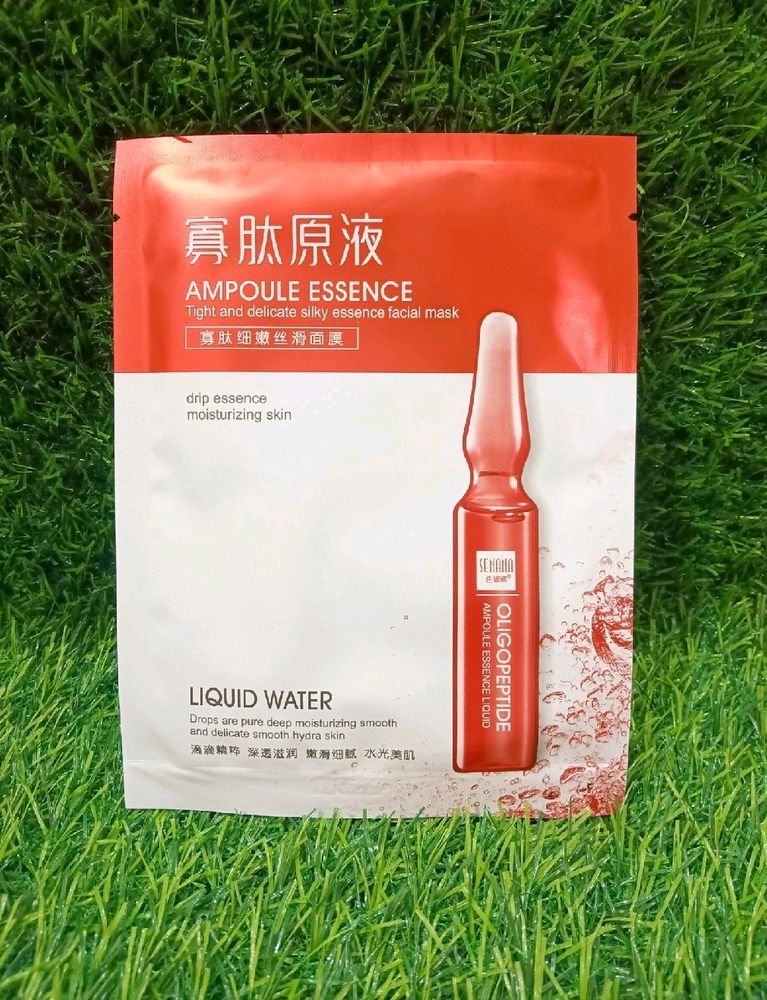 寡肽原液
AMPOULE ESSENCE
Tight and delicate silky essence facial mask
寡肽细嫩丝滑面膜
drip essence
moisturizing skin
SENANA
色娜娜®
OLIGOPEPTIDE
AMPOULE ESSENCE LIQUID
LIQUID WATER
Drops are pure deep moisturizing smooth
and delicate smooth hydra skin
滴滴精粹 深透滋润 嫩滑细腻 水光美肌